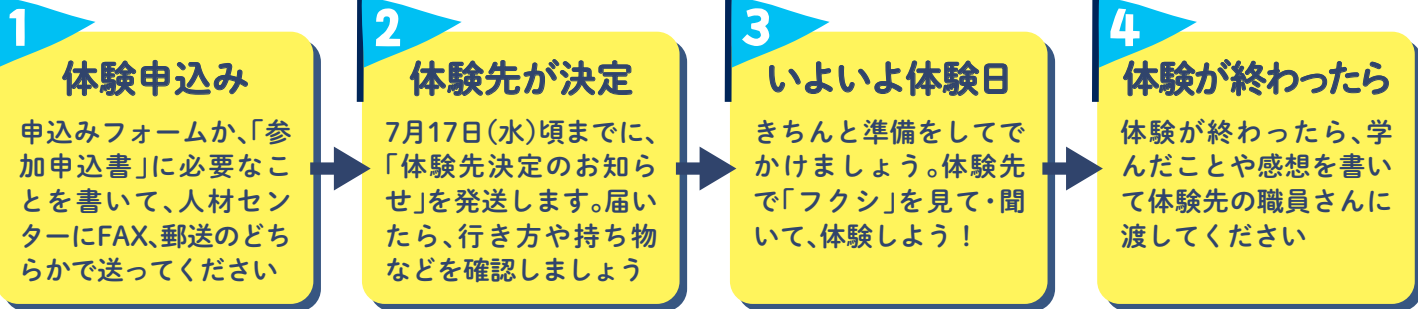 1
体験申込み
申込みフォームか、「参
加申込書」に必要なこ
とを書いて、人材セン
ターにFAX、郵送のどち
らかで送ってください
2
体験先が決定
7月17日(水)頃までに、
「体験先決定のお知ら
せ」を発送します。届い
たら、行き方や持ち物
などを確認しましょう
3
いよいよ体験日
きちんと準備をしてで
かけましょう。体験先
で「フクシ」を見て・聞
いて、体験しよう！
4
体験が終わったら
体験が終わったら、学
んだことや感想を書い
て体験先の職員さんに
渡してください